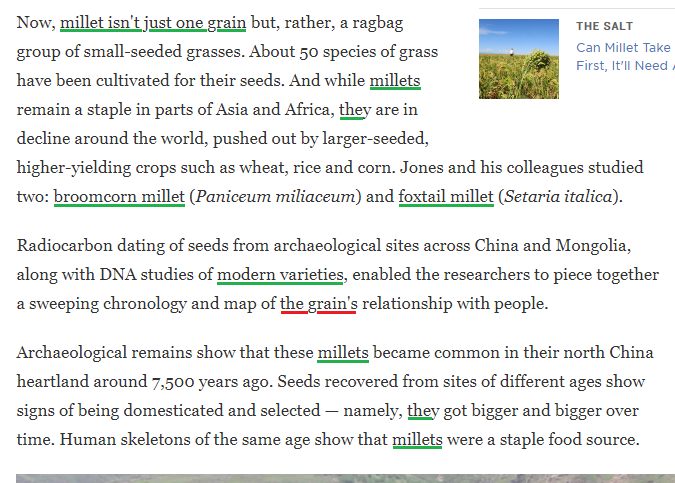 Now, millet isn't just one grain but, rather, a ragbag
group of small-seeded grasses. About 50 species of grass
have been cultivated for their seeds. And while millets
remain a staple in parts of Asia and Africa, they are in
decline around the world, pushed out by larger-seeded,
higher-yielding crops such as wheat, rice and corn. Jones and his colleagues studied
two: broomcorn millet (Paniceum miliaceum) and foxtail millet (Setaria italica).
THE SALT
Can Millet Take
First, It'll Need
Radiocarbon dating of seeds from archaeological sites across China and Mongolia,
along with DNA studies of modern varieties, enabled the researchers to piece together
a sweeping chronology and map of the grain's relationship with people.
Archaeological remains show that these millets became common in their north China
heartland around 7,500 years ago. Seeds recovered from sites of different ages show
signs of being domesticated and selected — namely, they got bigger and bigger over
time. Human skeletons of the same age show that millets were a staple food source.